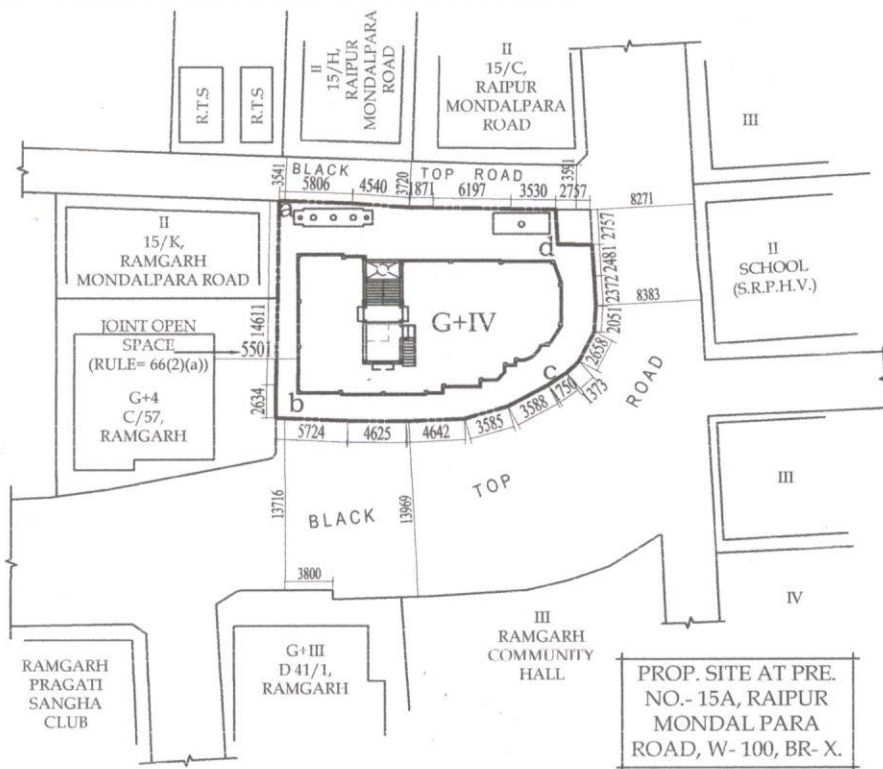 R.T.S
R.T.S
II
15/H,
RAIPUR
MONDALPARA
ROAD
II
15/C,
RAIPUR
MONDALPARA
ROAD
III
BLACK TOP ROAD
3541
5806
4540
3720
871
6197
3530
3591
2757
8271
a
d
II
15/K,
RAMGARH
MONDALPARA ROAD
2757
2481
2372
2051
8383
II
SCHOOL
(S.R.P.H.V.)
G+IV
JOINT OPEN
SPACE
(RULE= 66(2)(a))
14611
550
G+4
C/57,
RAMGARH
2634
b
c
2658
1373
1750
3588
3585
4642
4625
5724
BLACK TOP ROAD
13716
13969
3800
III
IV
RAMGARH
PRAGATI
SANGHA
CLUB
G+III
D 41/1,
RAMGARH
III
RAMGARH
COMMUNITY
HALL
PROP. SITE AT PRE.
NO.- 15A, RAIPUR
MONDAL PARA
ROAD, W- 100, BR- X.